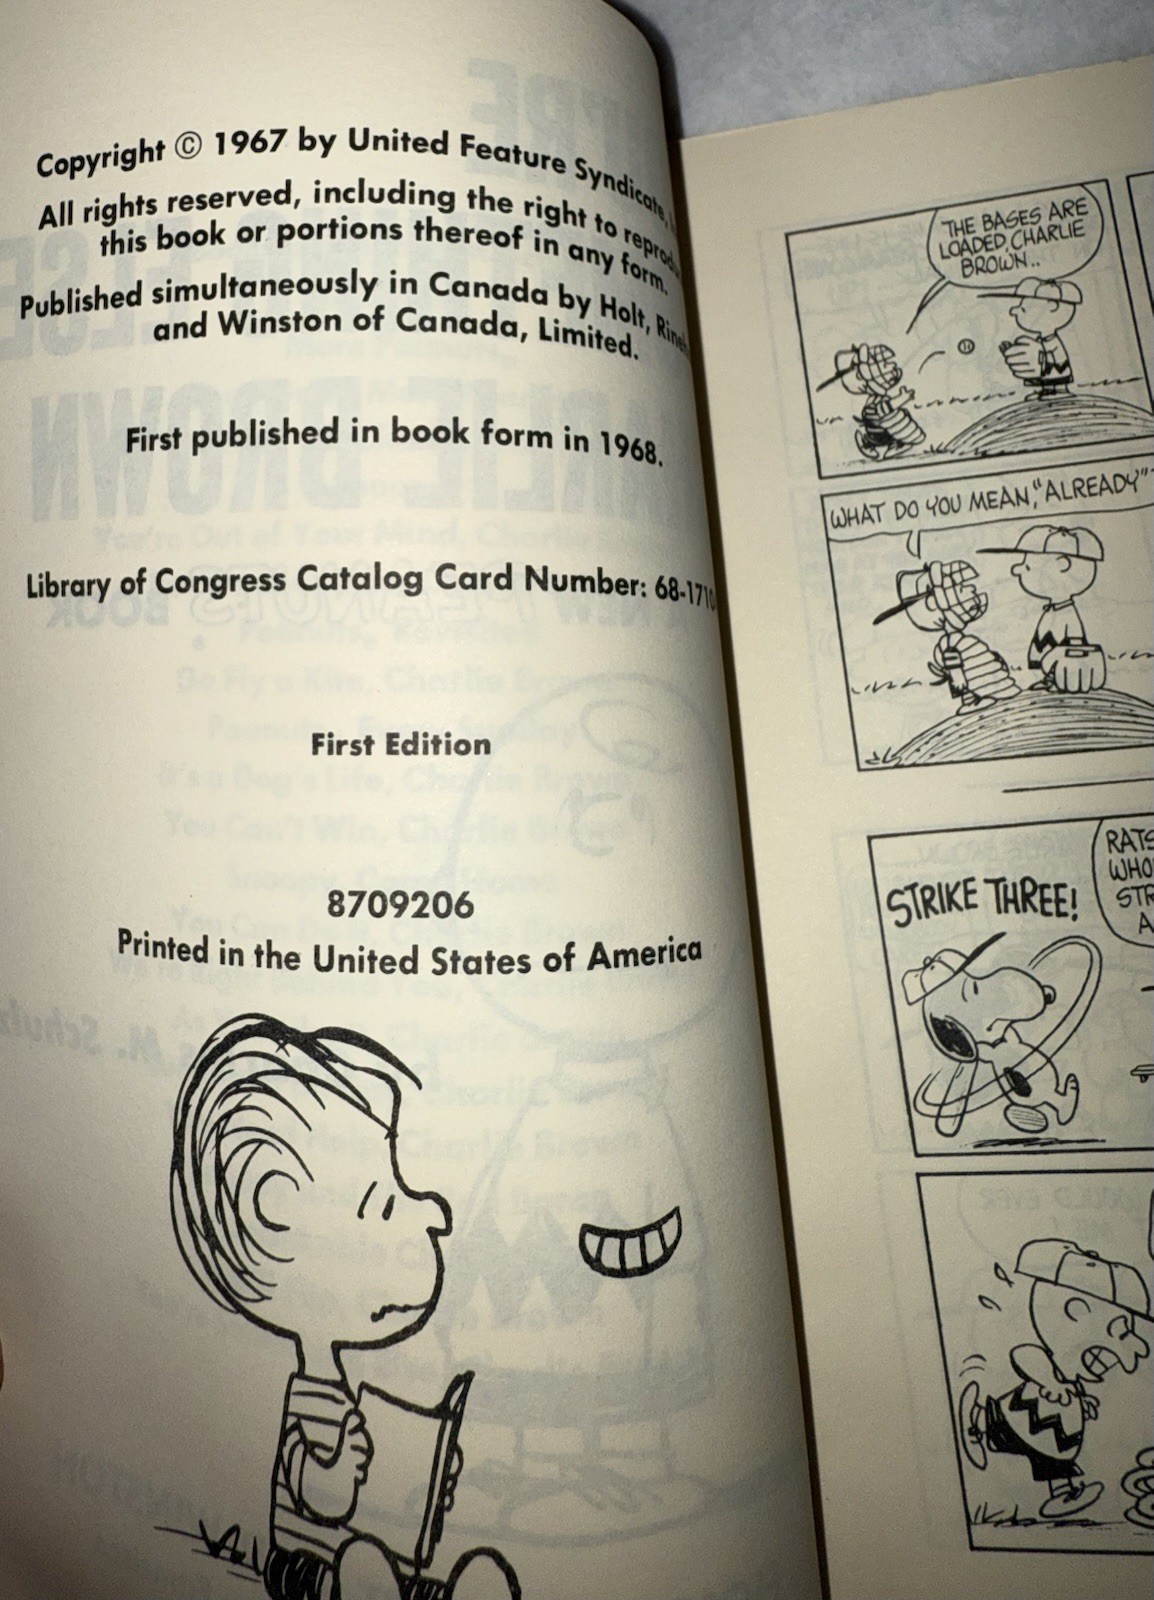 Copyright © 1967 by United Feature Syndicate,
All rights reserved, including the right to
this book or portions thereof in any form.
Published simultaneously in Canada by Holt,
and Winston of Canada, Limited.
First published in book form in 1968.
Library of Congress Catalog Card Number: 68-1710
First Edition
8709206
Printed in the United States of America
THE BASES ARE
LOADED, CHARLIE
BROWN..
WHAT DO YOU MEAN, "ALREADY"
STRIKE THREE!
RATS